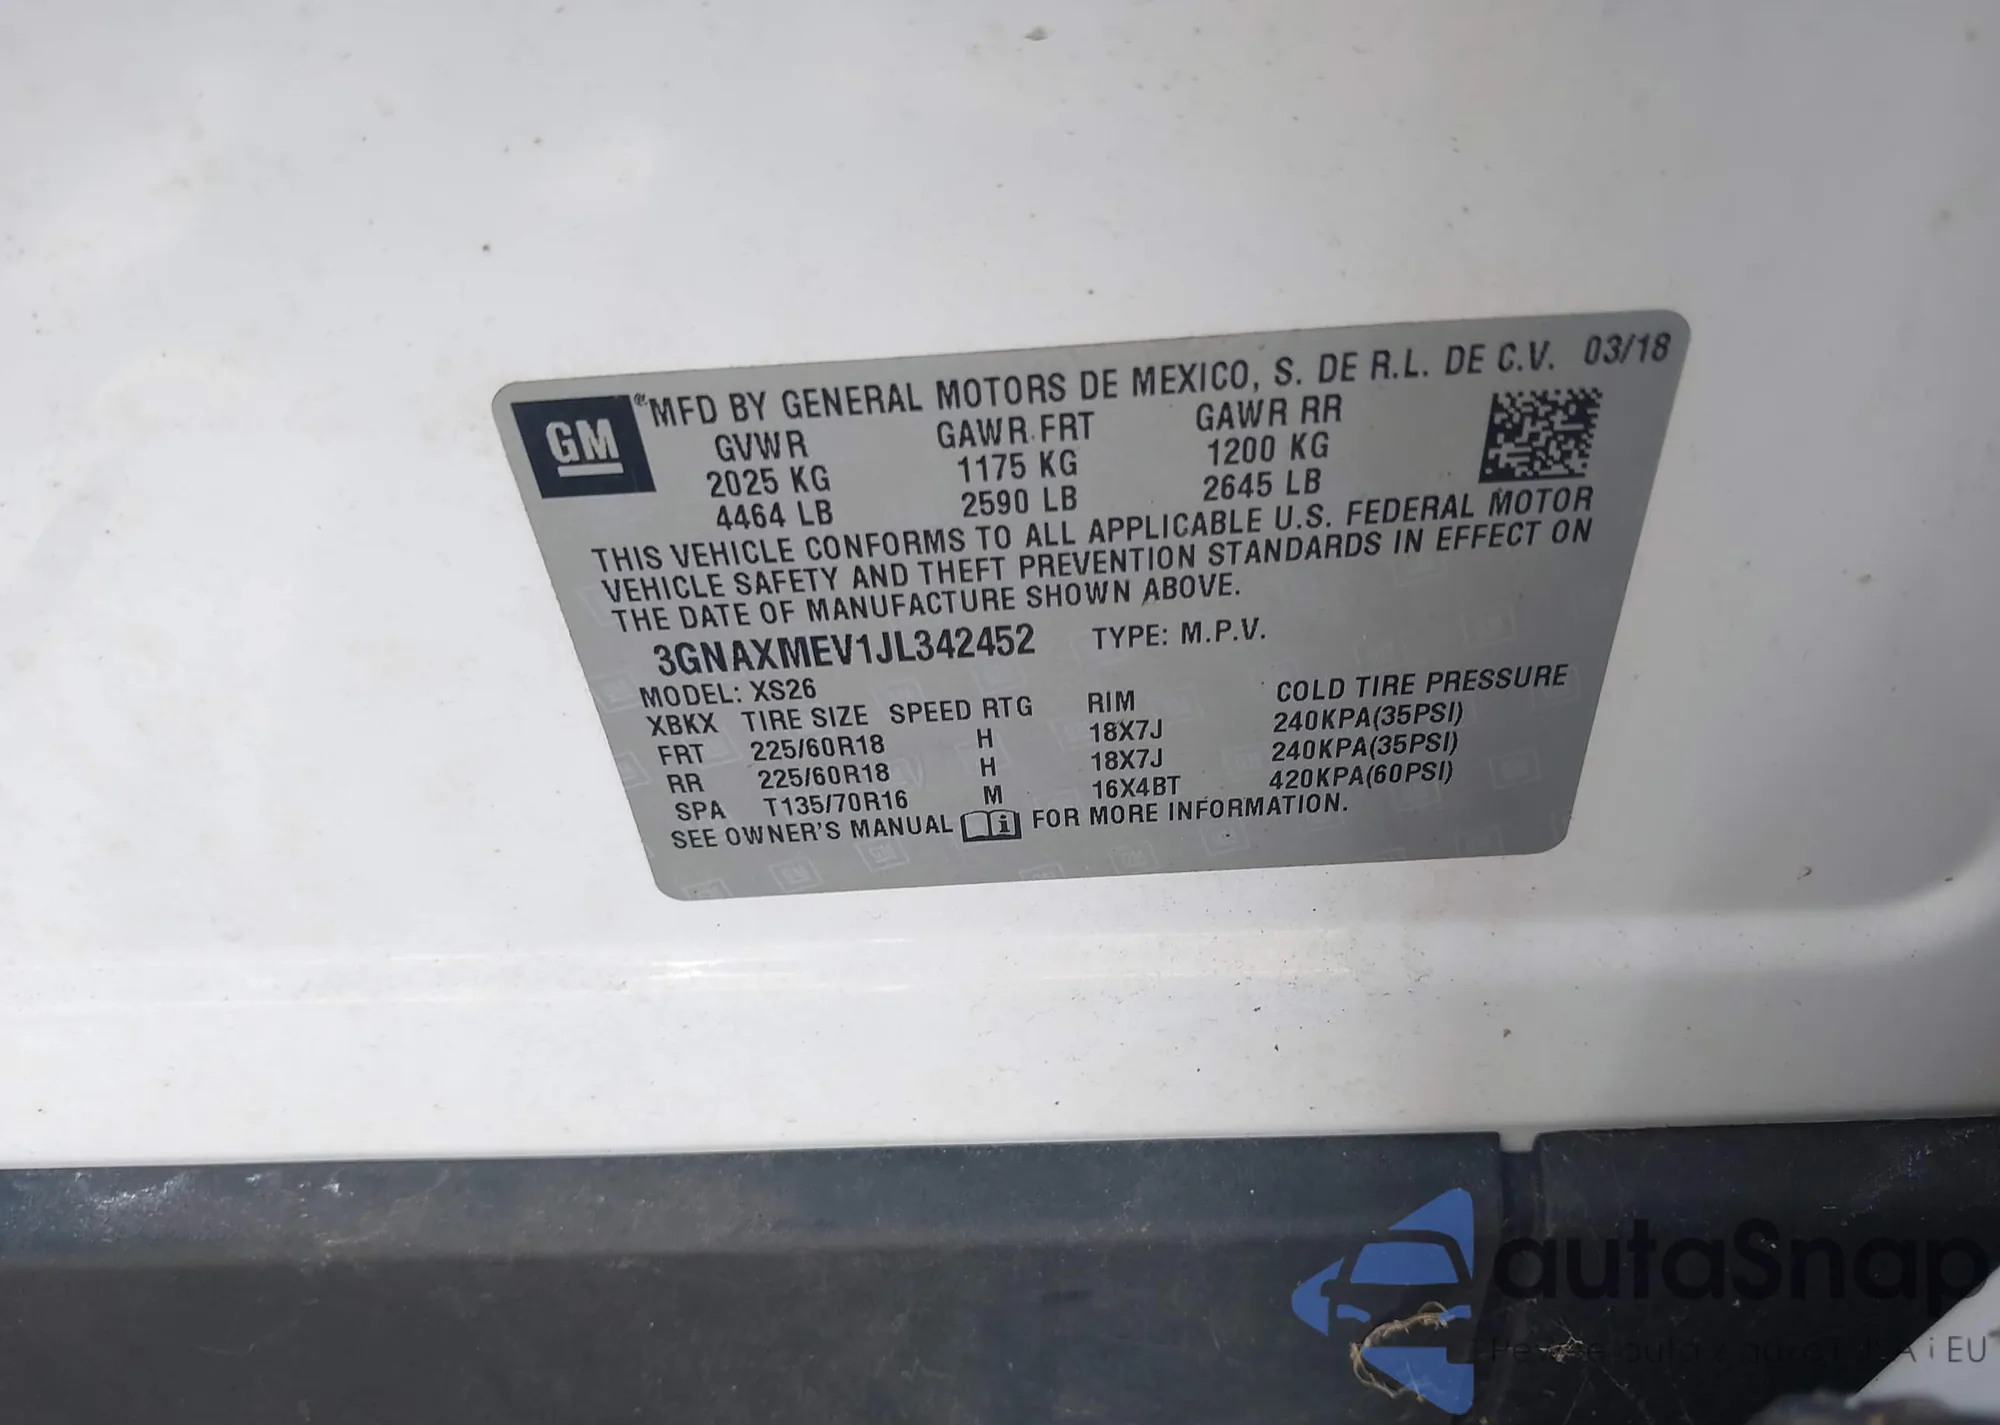 GM
® MFD BY GENERAL MOTORS DE MEXICO, S. DE R.L. DE C.V. 03/18
GVWR GAWR FRT GAWR RR
2025 KG 1175 KG 1200 KG
4464 LB 2590 LB 2645 LB
THIS VEHICLE CONFORMS TO ALL APPLICABLE U.S. FEDERAL MOTOR
VEHICLE SAFETY AND THEFT PREVENTION STANDARDS IN EFFECT ON
THE DATE OF MANUFACTURE SHOWN ABOVE.
3GNAXMEV1JL342452 TYPE: M.P.V.
MODEL: XS26
XBKX TIRE SIZE SPEED RTG RIM COLD TIRE PRESSURE
FRT 225/60R18 H 18X7J 240KPA(35PSI)
RR 225/60R18 H 18X7J 240KPA(35PSI)
SPA T135/70R16 M 16X4BT 420KPA(60PSI)
SEE OWNER'S MANUAL i FOR MORE INFORMATION.
autaSnap
i EU